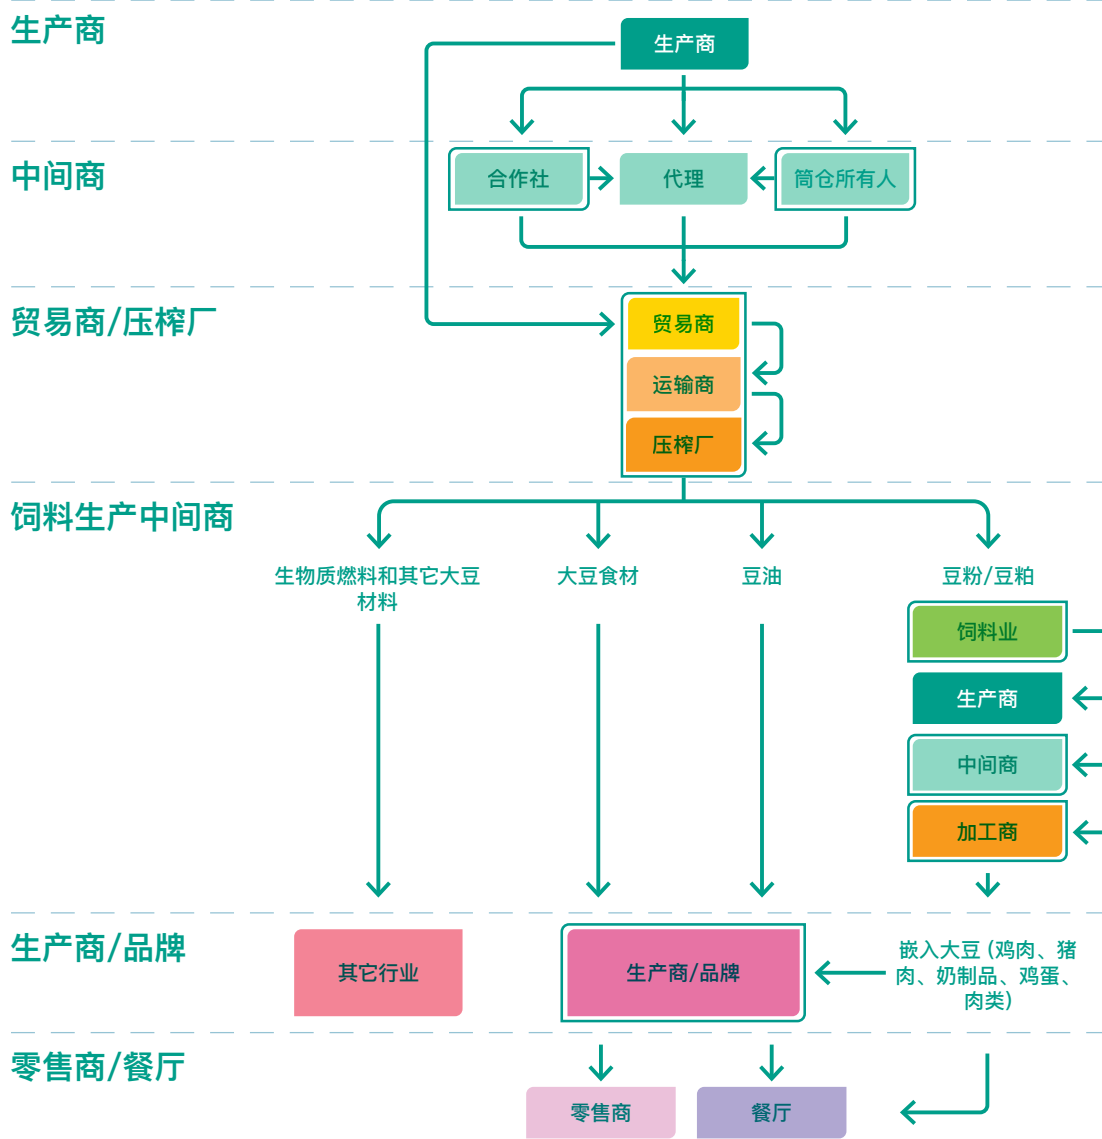 生产商
生产商
中间商
合作社
代理
筒仓所有人
贸易商/压榨厂
贸易商
运输商
压榨厂
饲料生产中间商
生物质燃料和其它大豆
材料
大豆食材
豆油
豆粉/豆粕
饲料业
生产商
中间商
加工商
生产商/品牌
其它行业
生产商/品牌
嵌入大豆 (鸡肉、猪
肉、奶制品、鸡蛋、
肉类)
零售商/餐厅
零售商
餐厅